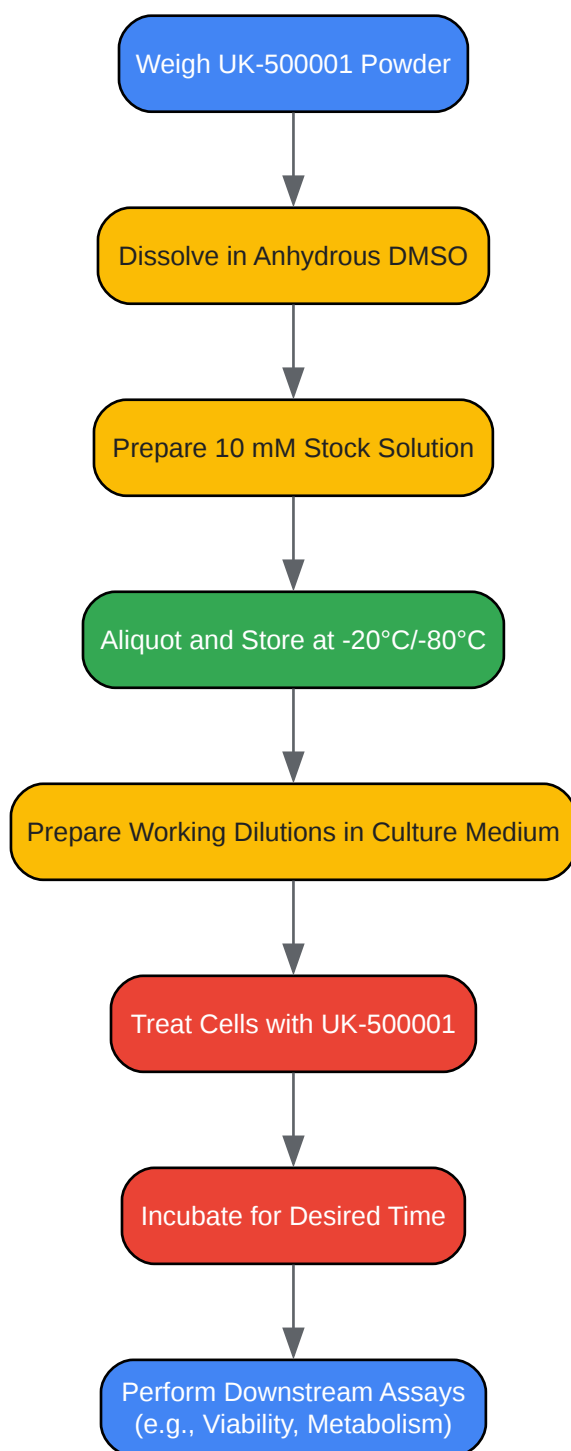 Weigh UK-500001 Powder
Dissolve in Anhydrous DMSO
Prepare 10 mM Stock Solution
Aliquot and Store at -20°C/-80°C
Prepare Working Dilutions in Culture Medium
Treat Cells with UK-500001
Incubate for Desired Time
Perform Downstream Assays
(e.g., Viability, Metabolism)